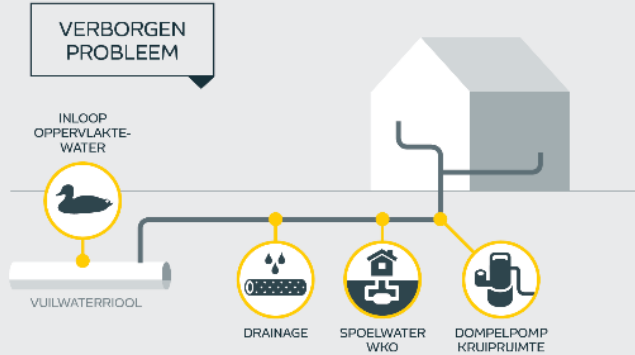 VERBORGEN
PROBLEEM
INLOOP
OPPERVLAKTE-
WATER
VUILWATERRIOOL
DRAINAGE
SPOELWATER
WKO
DOMPELPOMP
KRUIPRUIMTE